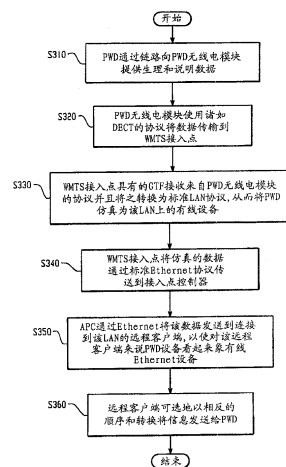 开始
S310
PWD通过链路向PWD无线电模块
提供生理和说明数据
S320
PWD无线电模块使用诸如
DECT的协议将数据传输到
WMTS接入点
S330
WMTS接入点具有的GTF接收来自PWD无线电模块
的协议并且将之转换为标准LAN协议,从而将PWD
仿真为该LAN上的有线设备
S340
WMTS接入点将仿真的数据
通过标准Ethernet协议传
送到接入点控制器
S350
APC通过Ethernet将该数据发送到连接
到该LAN的远程客户端,以使对该远程
客户端来说PWD设备看起来象有线
Ethernet设备
S360
远程客户端可选地以相反的
顺序和转换将信息发送给PWD
结束